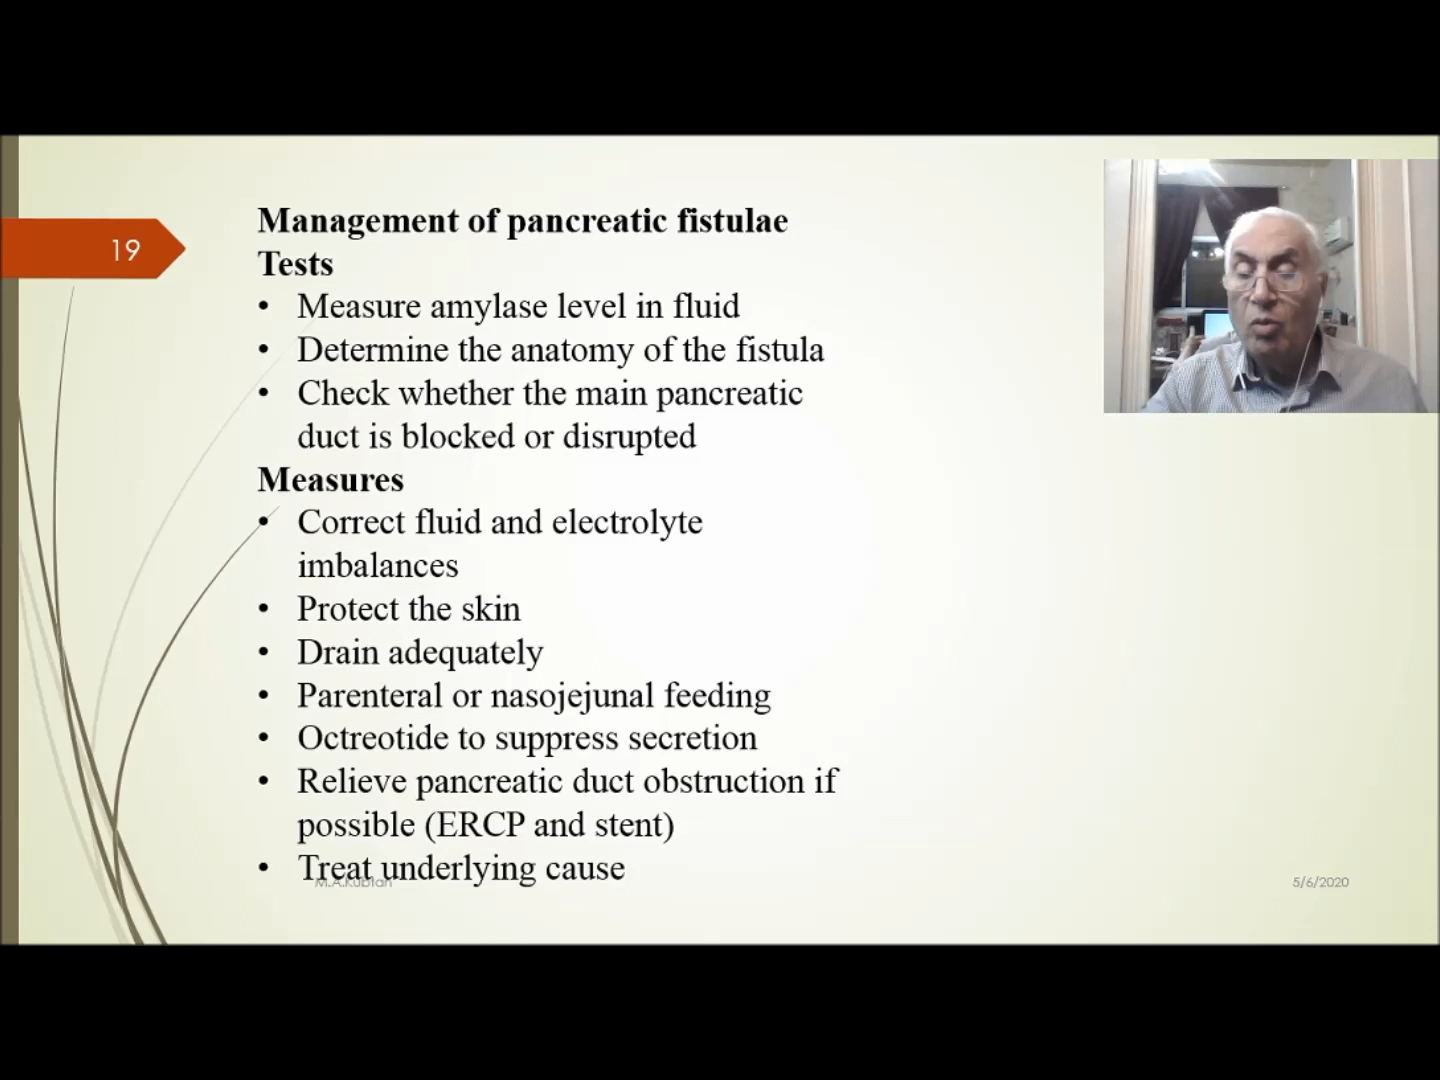 19
Management of pancreatic fistulae
Tests
• Measure amylase level in fluid
• Determine the anatomy of the fistula
• Check whether the main pancreatic
duct is blocked or disrupted
Measures
• Correct fluid and electrolyte
imbalances
• Protect the skin
• Drain adequately
• Parenteral or nasojejunal feeding
• Octreotide to suppress secretion
• Relieve pancreatic duct obstruction if
possible (ERCP and stent)
• Treat underlying cause
M.A.Kubtan
5/6/2020